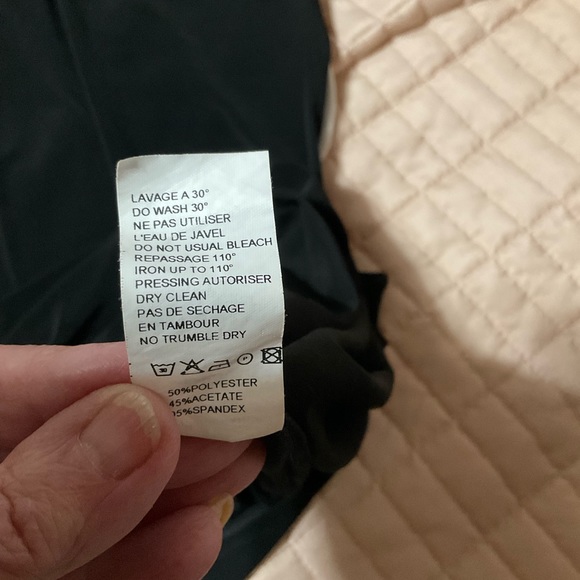 LAVAGE A 30°
DO WASH 30°
NE PAS UTILISER
L'EAU DE JAVEL
DO NOT USUAL BLEACH
REPASSAGE 110°
IRON UP TO 110°
PRESSING AUTORISER
DRY CLEAN
PAS DE SECHAGE
EN TAMBOUR
NO TRUMBLE DRY
50%POLYESTER
45%ACETATE
05%SPANDEX